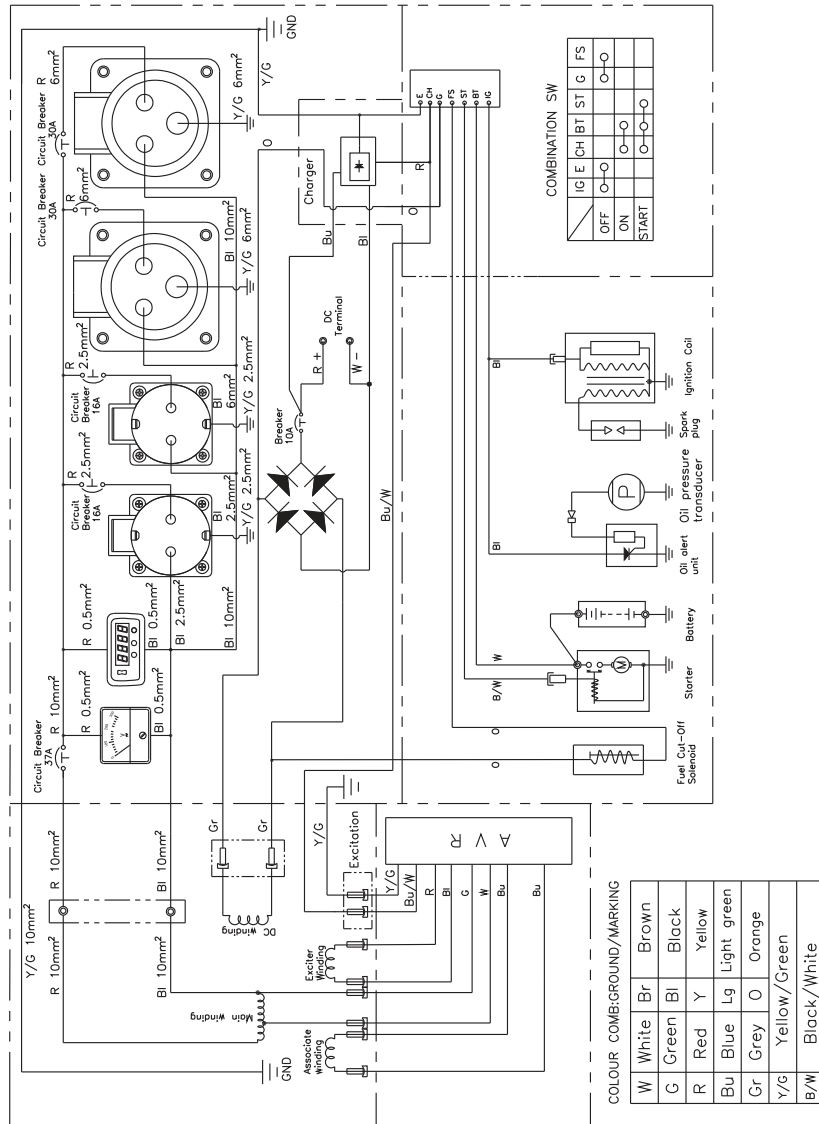 GND
Y/G
R
6mm²
Circuit Breaker
30A
Y/G 6mm²
R
6mm²
Circuit Breaker
30A
Bl 10mm²
Y/G 6mm²
R
2.5mm²
Circuit
Breaker
16A
Bl
6mm²
Y/G 2.5mm²
R
2.5mm²
Circuit
Breaker
16A
Bl
2.5mm²
Y/G 2.5mm²
R 0.5mm²
8888
Bl 0.5mm²
Bl 2.5mm²
Bl 10mm²
R 10mm²
R 0.5mm²
V
Bl 0.5mm²
Circuit Breaker
37A
R 10mm²
Bl 10mm²
Y/G 10mm²
R 10mm²
Bl 10mm²
Main winding
GND
O
Charger
Bu
Bl
R
O
DC
Terminal
R +
W -
Breaker
10A
Bu/W
Gr
Gr
DC
winding
Y/G
Excitation
Exciter
Winding
Associate
winding
Y/G
Bu/W
R
Bl
G
W
Bu
Bu
AVR
E
CH
G
FS
ST
BT
IG
COMBINATION SW
IG E CH BT ST G FS
OFF
ON
START
Bl
Ignition Coil
Spark
plug
P
Oil pressure
transducer
Bl
Oil alert
unit
Battery
W
B/W
M
Starter
O
O
Fuel Cut-Off
Solenoid
COLOUR COMB:GROUND/MARKING
W White Br Brown
G Green Bl Black
R Red Y Yellow
Bu Blue Lg Light green
Gr Grey O Orange
Y/G Yellow/Green
B/W Black/White